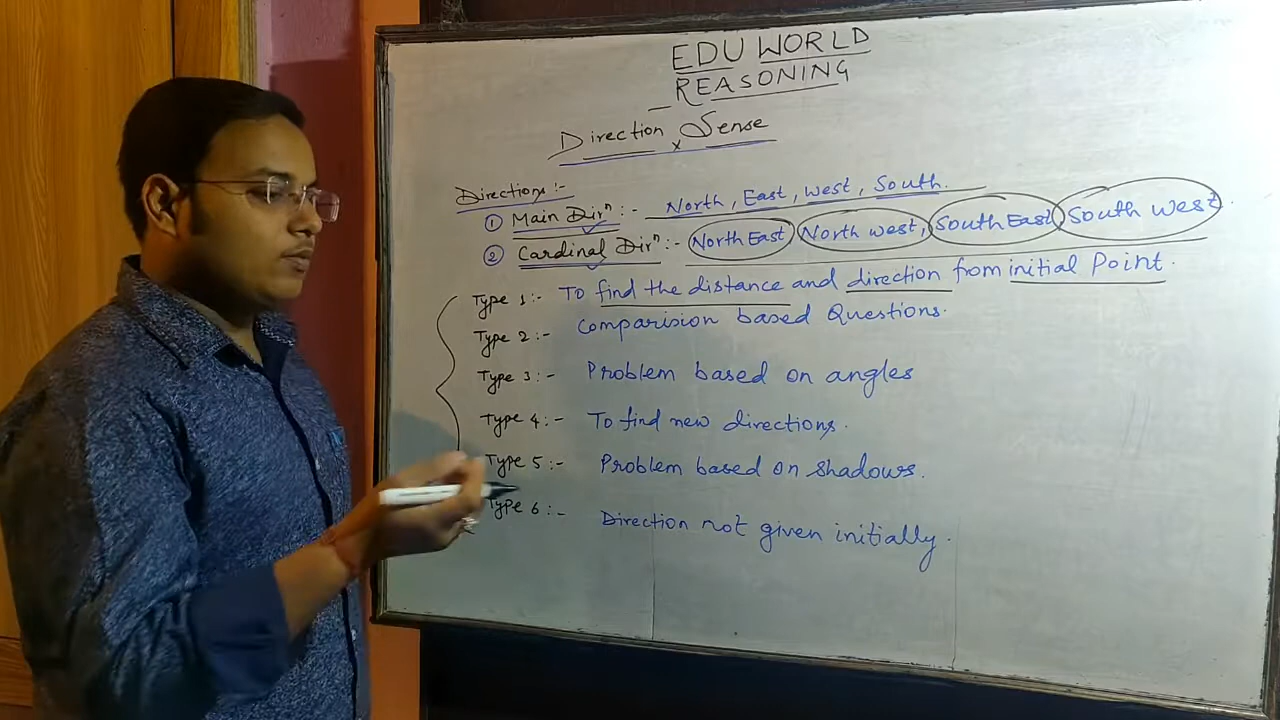 EDU WORLD
REASONING
Direction Sense
Directions :-
① Main Dirⁿ :- North, East, West, South.
② Cardinal Dirⁿ :- North East, North west, South East, South West.
Type 1 :- To find the distance and direction from initial Point.
Type 2 :- Comparision based Questions.
Type 3 :- Problem based on angles
Type 4 :- To find new directions.
Type 5 :- Problem based on shadows.
Type 6 :- Direction not given initially.